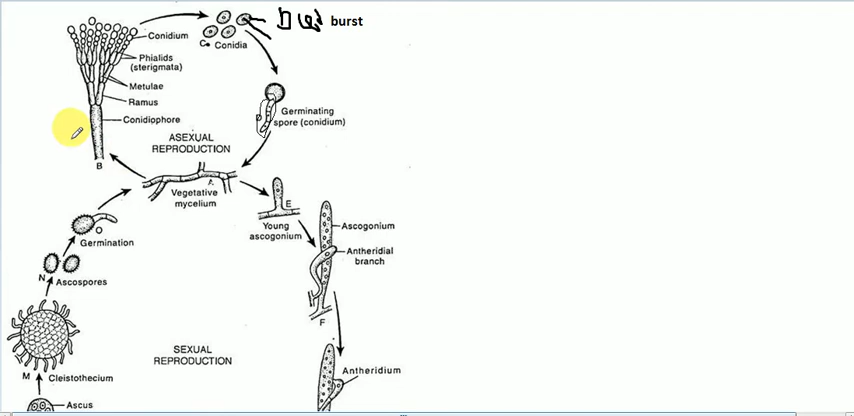 Conidium
Phialids
(sterigmata)
Metulae
Ramus
Conidiophore
B
C
Conidia
burst
D
Germinating
spore (conidium)
ASEXUAL
REPRODUCTION
A
Vegetative
mycelium
E
Young
ascogonium
Ascogonium
Antheridial
branch
F
O
Germination
N
Ascospores
SEXUAL
REPRODUCTION
M
Cleistothecium
Antheridium
Ascus